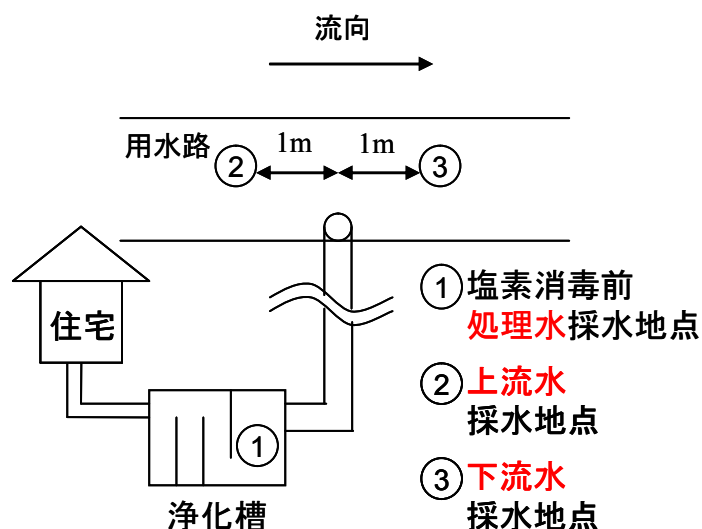 流向
用水路
1m
1m
②
③
住宅
①
浄化槽
① 塩素消毒前
処理水採水地点
② 上流水
採水地点
③ 下流水
採水地点